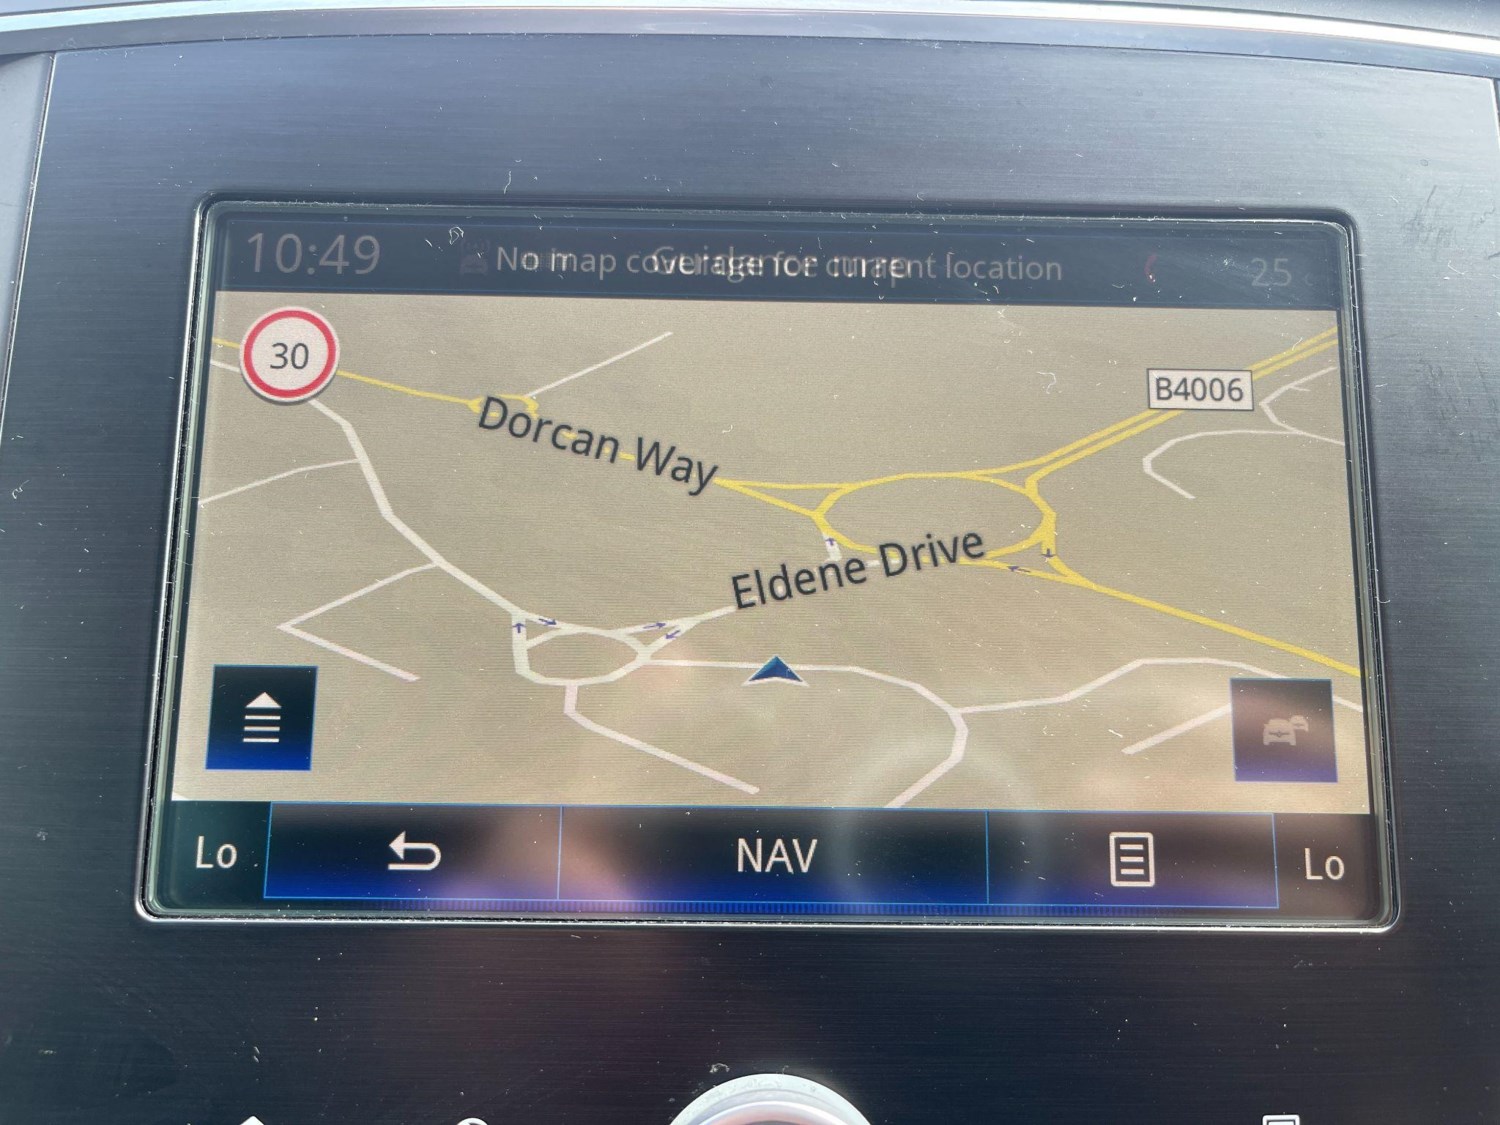 10:49
No map coverage for current location
25
30
B4006
Dorcan Way
Eldene Drive
Lo
NAV
Lo